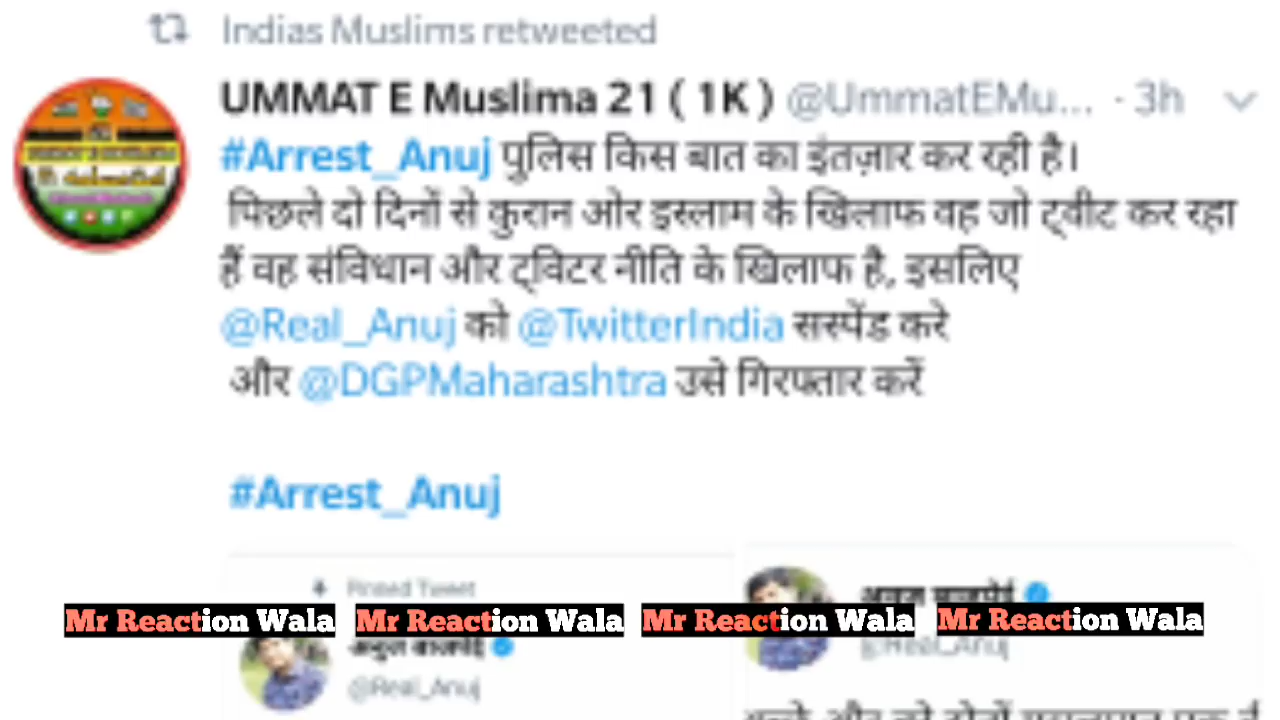 Indias Muslims retweeted
UMMAT E Muslima 21 ( 1K ) @UmmatEMu... · 3h
#Arrest_Anuj पुलिस किस बात का इंतज़ार कर रही है।
पिछले दो दिनों से कुरान ओर इस्लाम के खिलाफ वह जो ट्वीट कर रहा
हैं वह संविधान और ट्विटर नीति के खिलाफ है, इसलिए
@Real_Anuj को @TwitterIndia सस्पेंड करे
और @DGPMaharashtra उसे गिरफ्तार करें
#Arrest_Anuj
Pinned Tweet
Mr Reaction Wala Mr Reaction Wala Mr Reaction Wala Mr Reaction Wala
@Real_Anuj
@Real_Anuj